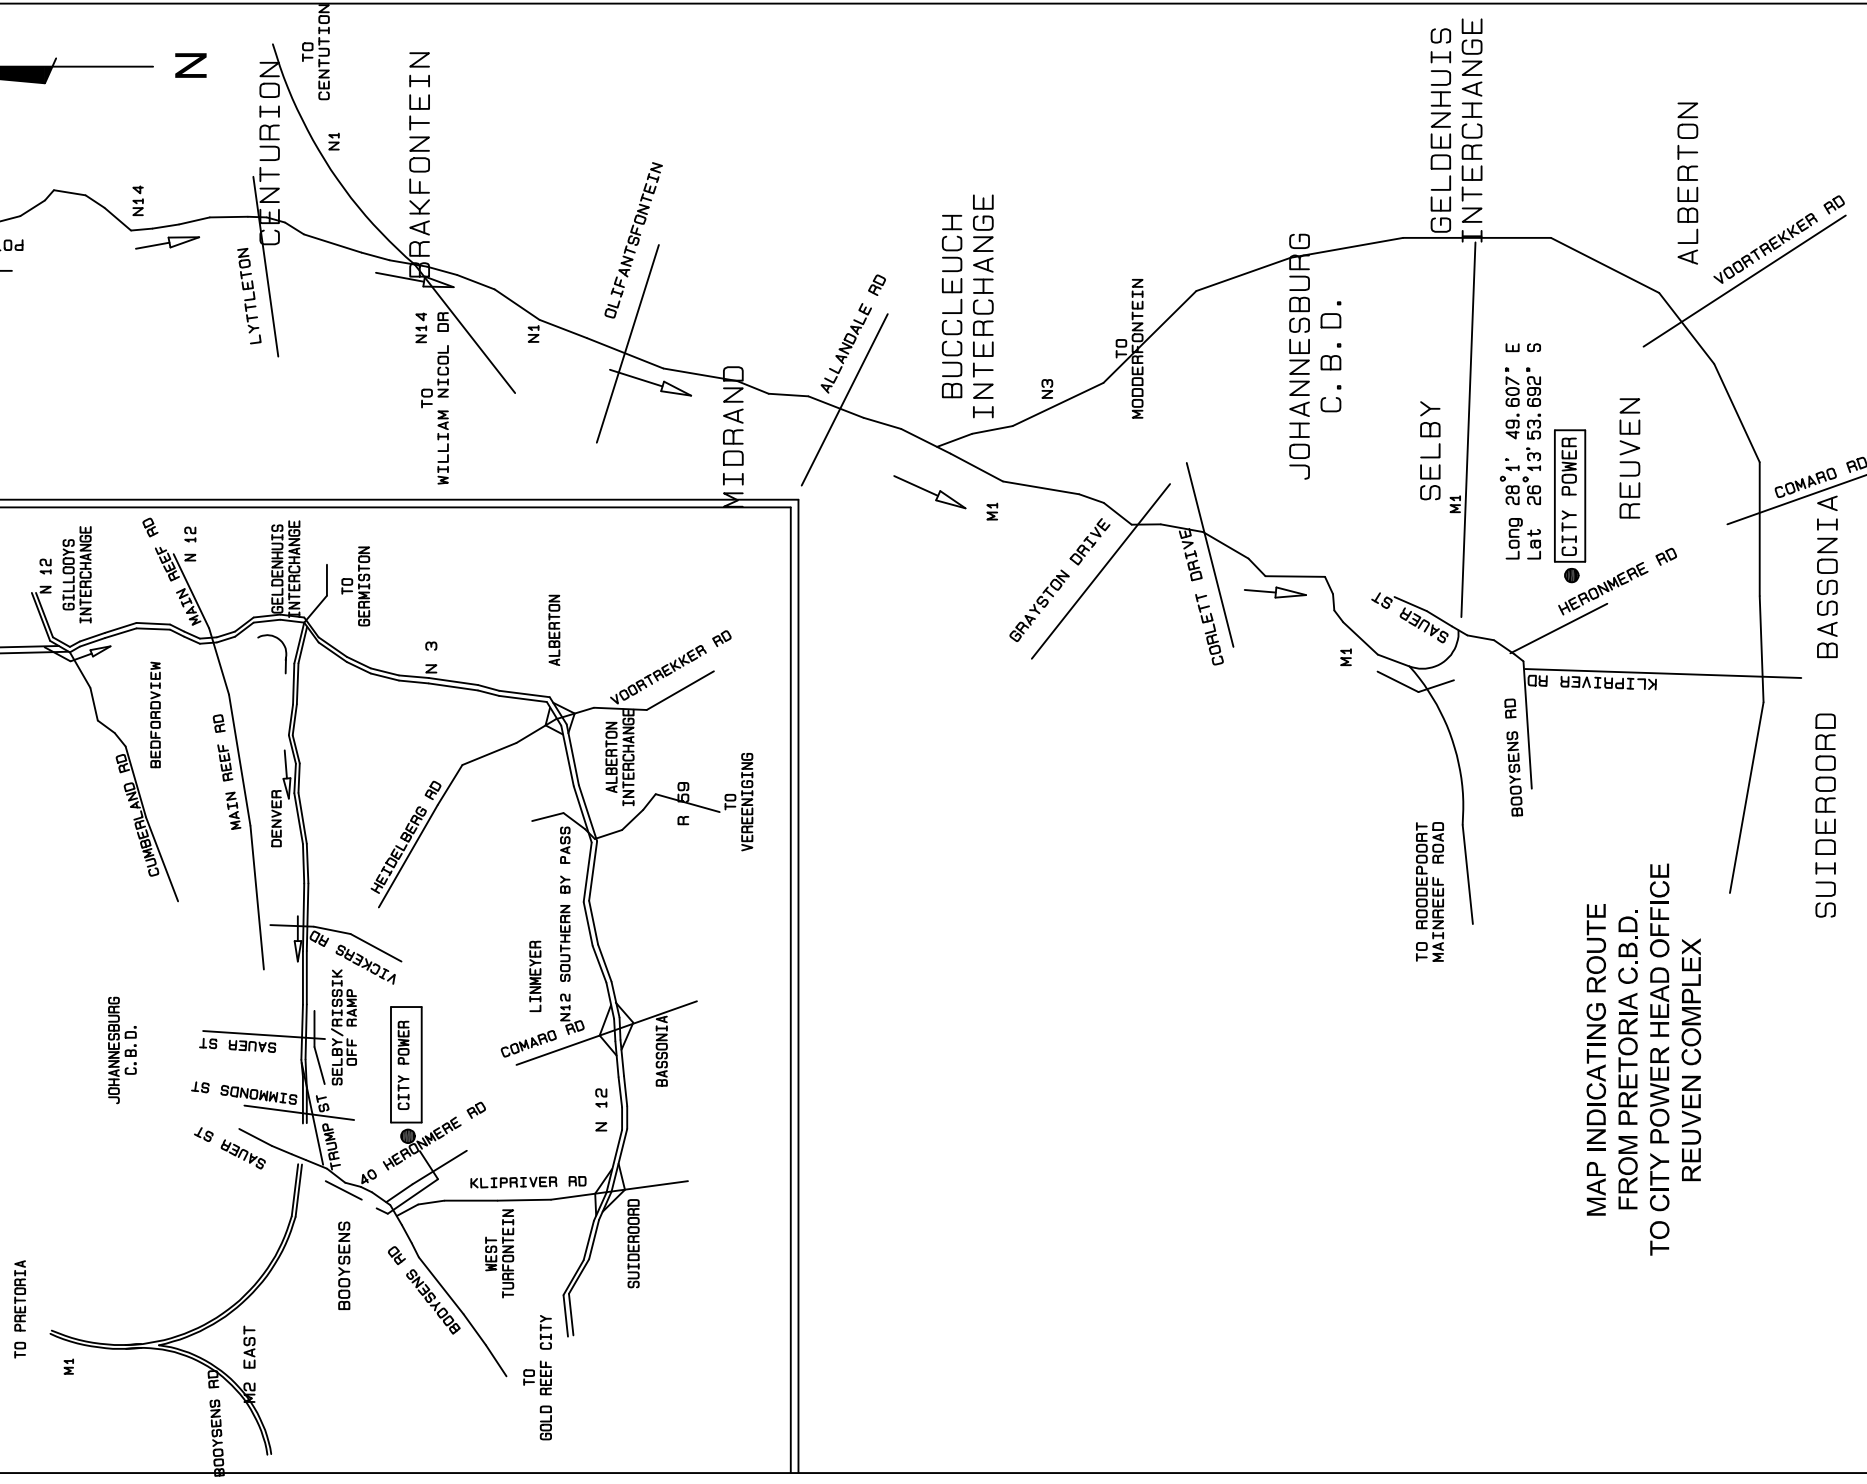 N
CENTURION
TO
CENTUTION
N1
BRAKFONTEIN
N14
LYTTLETON
N14
TO
WILLIAM NICOL DR
N1
OLIFANTSFONTEIN
MIDRAND
ALLANDALE RD
BUCCLEUCH
INTERCHANGE
N3
TO
MODDERFONTEIN
M1
GRAYSTON DRIVE
CORLETT DRIVE
JOHANNESBURG
C.B.D.
GELDENHUIS
INTERCHANGE
ALBERTON
VOORTREKKER RD
SELBY
M1
Long 28°1' 49.607" E
Lat 26°13'53.692" S
CITY POWER
REUVEN
COMARO RD
HERONMERE RD
BASSONIA
SAUER ST
M1
KLIPRIVER RD
BOOYSENS RD
SUIDEROORD
TO ROODEPOORT
MAINREEF ROAD
MAP INDICATING ROUTE
FROM PRETORIA C.B.D.
TO CITY POWER HEAD OFFICE
REUVEN COMPLEX
N 12
GILLOOYS
INTERCHANGE
MAIN REEF RD
N 12
GELDENHUIS
INTERCHANGE
TO
GERMISTON
BEDFORDVIEW
N 3
ALBERTON
VOORTREKKER RD
CUMBERLAND RD
MAIN REEF RD
DENVER
HEIDELBERG RD
ALBERTON
INTERCHANGE
R 59
TO
VEREENIGING
VICKERS RD
LINMEYER
N12 SOUTHERN BY PASS
JOHANNESBURG
C.B.D.
SAUER ST
SELBY/RISSIK
OFF RAMP
CITY POWER
COMARO RD
BASSONIA
SIMMONDS ST
SAUER ST
TRUMP ST
40 HERONMERE RD
N 12
KLIPRIVER RD
BOOYSENS
BOOYSENS RD
WEST
TURFONTEIN
SUIDEROORD
TO PRETORIA
M1
M2 EAST
BOOYSENS RD
TO
GOLD REEF CITY